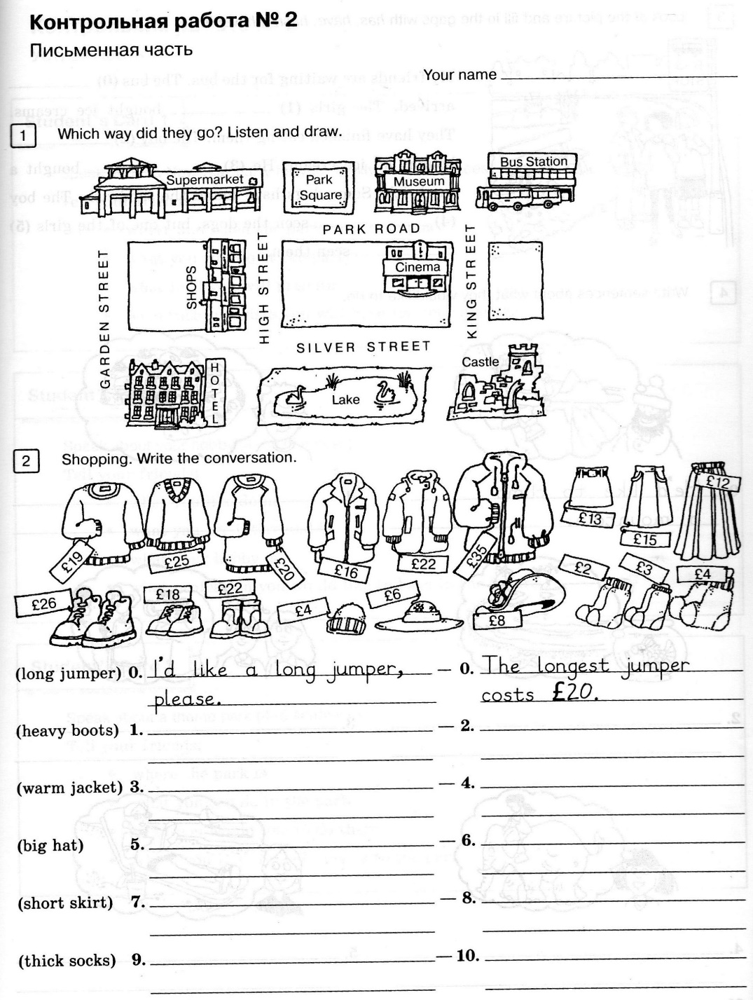 Контрольная работа № 2
Письменная часть
Your name
1 Which way did they go? Listen and draw.
Supermarket
Park Square
Museum
Bus Station
PARK ROAD
GARDEN STREET
SHOPS
HIGH STREET
Cinema
KING STREET
SILVER STREET
HOTEL
Lake
Castle
2 Shopping. Write the conversation.
£19
£25
£20
£16
£22
£35
£13
£15
£12
£26
£18
£22
£4
£6
£8
£2
£3
£4
(long jumper) 0. I'd like a long jumper, — 0. The longest jumper
please. costs £20.
(heavy boots) 1. — 2.
(warm jacket) 3. — 4.
(big hat) 5. — 6.
(short skirt) 7. — 8.
(thick socks) 9. — 10.